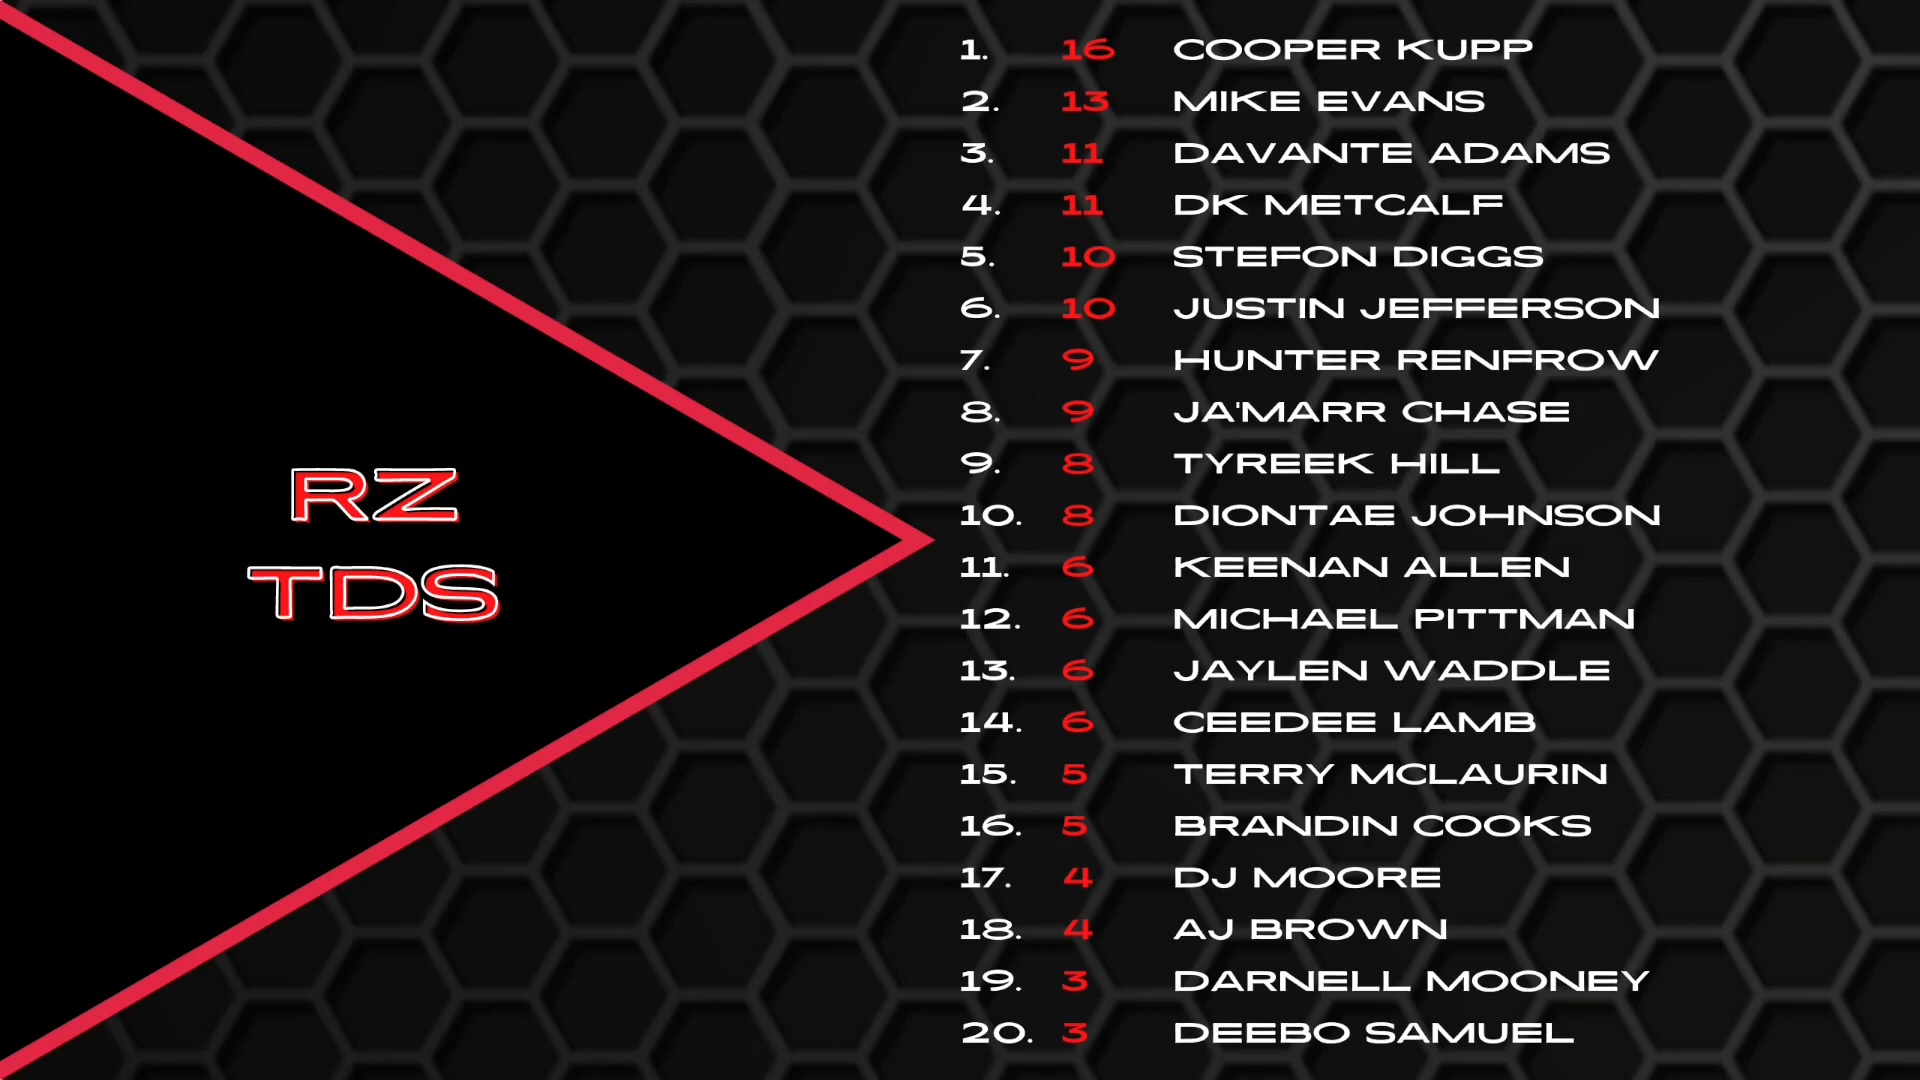 RZ
TDS
1. 16 COOPER KUPP
2. 13 MIKE EVANS
3. 11 DAVANTE ADAMS
4. 11 DK METCALF
5. 10 STEFON DIGGS
6. 10 JUSTIN JEFFERSON
7. 9 HUNTER RENFROW
8. 9 JA'MARR CHASE
9. 8 TYREEK HILL
10. 8 DIONTAE JOHNSON
11. 6 KEENAN ALLEN
12. 6 MICHAEL PITTMAN
13. 6 JAYLEN WADDLE
14. 6 CEEDEE LAMB
15. 5 TERRY MCLAURIN
16. 5 BRANDIN COOKS
17. 4 DJ MOORE
18. 4 AJ BROWN
19. 3 DARNELL MOONEY
20. 3 DEEBO SAMUEL